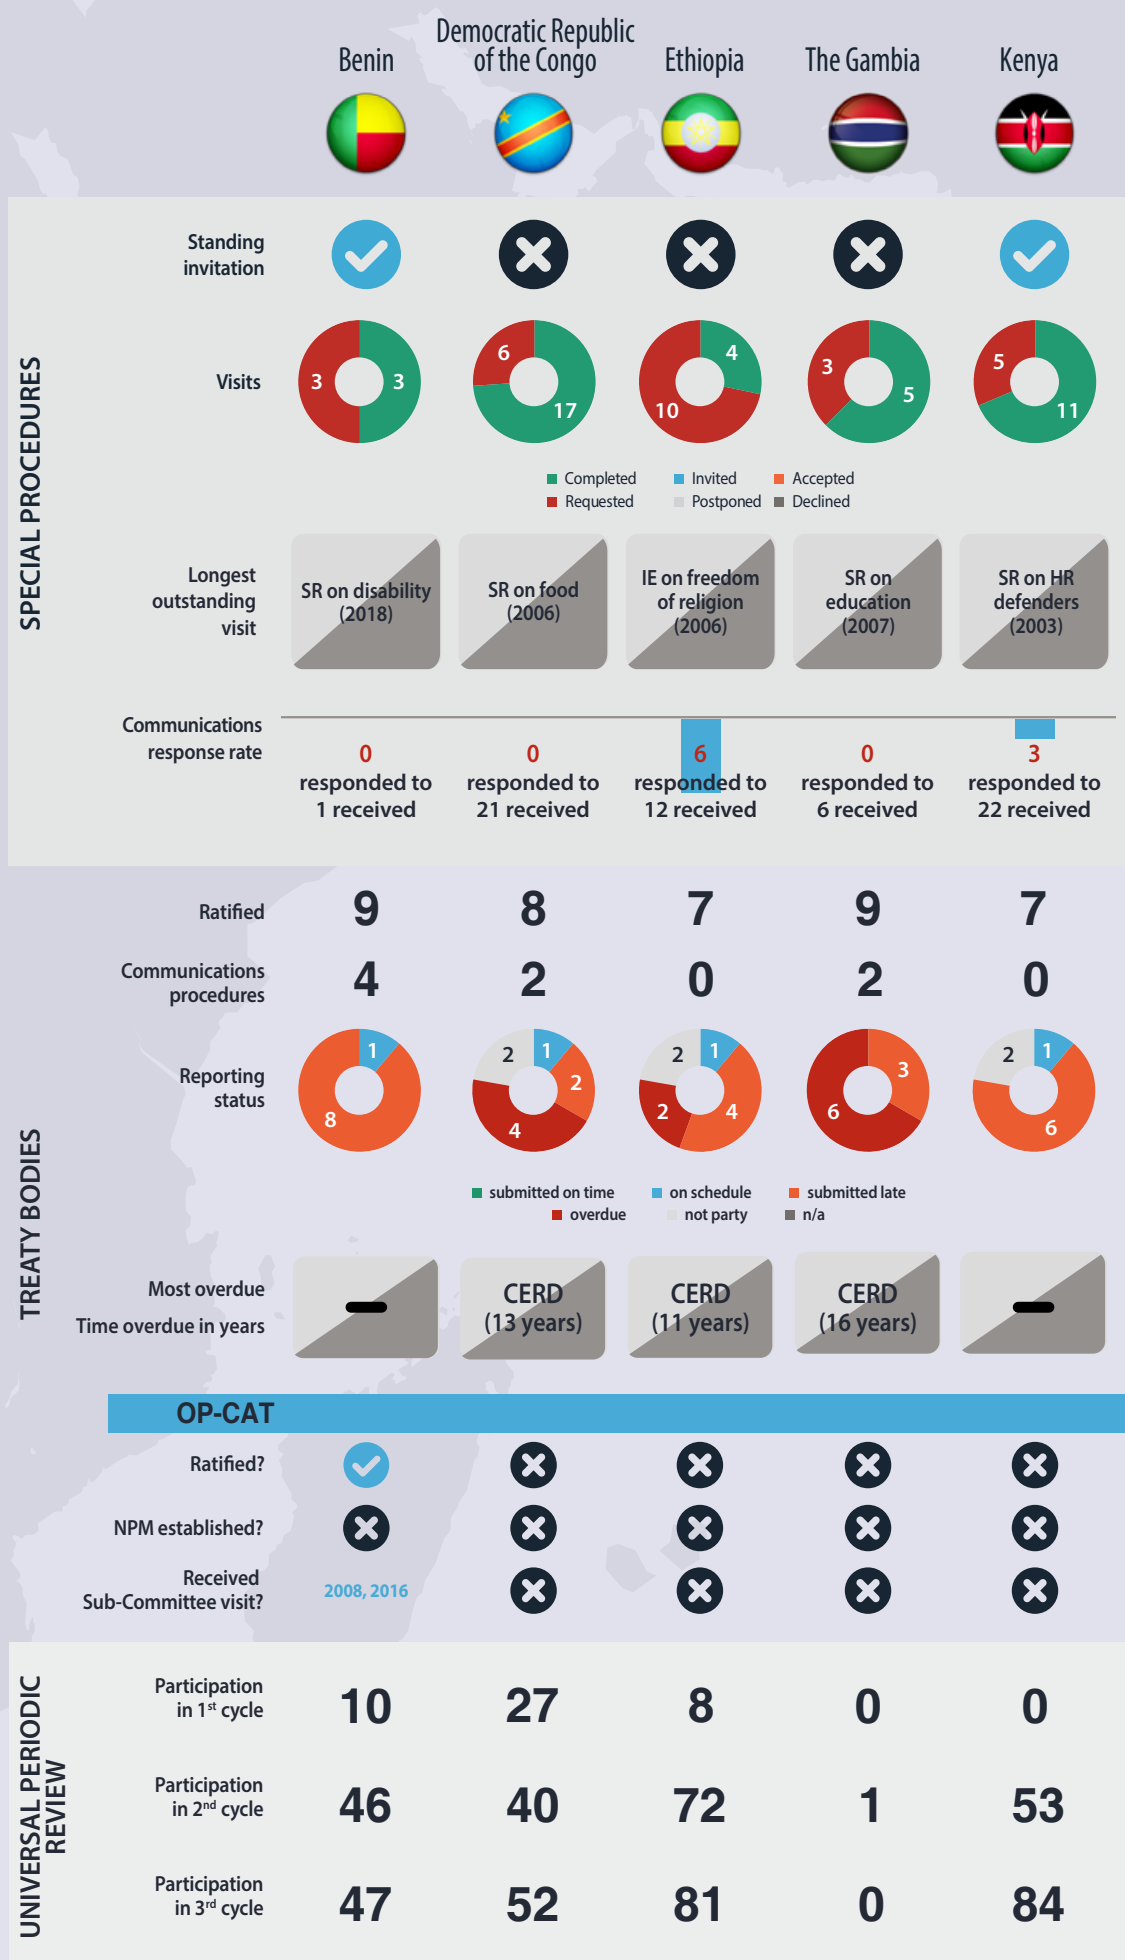 Benin
Democratic Republic
of the Congo
Ethiopia
The Gambia
Kenya
SPECIAL PROCEDURES
Standing
invitation
Visits
3 3
6 17
4 10
3 5
5 11
Completed Invited Accepted
Requested Postponed Declined
Longest
outstanding
visit
SR on disability
(2018)
SR on food
(2006)
IE on freedom
of religion
(2006)
SR on
education
(2007)
SR on HR
defenders
(2003)
Communications
response rate
0
responded to
1 received
0
responded to
21 received
6
responded to
12 received
0
responded to
6 received
3
responded to
22 received
TREATY BODIES
Ratified
9 8 7 9 7
Communications
procedures
4 2 0 2 0
Reporting
status
1 8
2 1 2 4
2 1 2 4
3 6
2 1 6
submitted on time on schedule submitted late
overdue not party n/a
Most overdue
Time overdue in years
CERD
(13 years)
CERD
(11 years)
CERD
(16 years)
OP-CAT
Ratified?
NPM established?
Received
Sub-Committee visit?
2008, 2016
UNIVERSAL PERIODIC
REVIEW
Participation
in 1st cycle
10 27 8 0 0
Participation
in 2nd cycle
46 40 72 1 53
Participation
in 3rd cycle
47 52 81 0 84